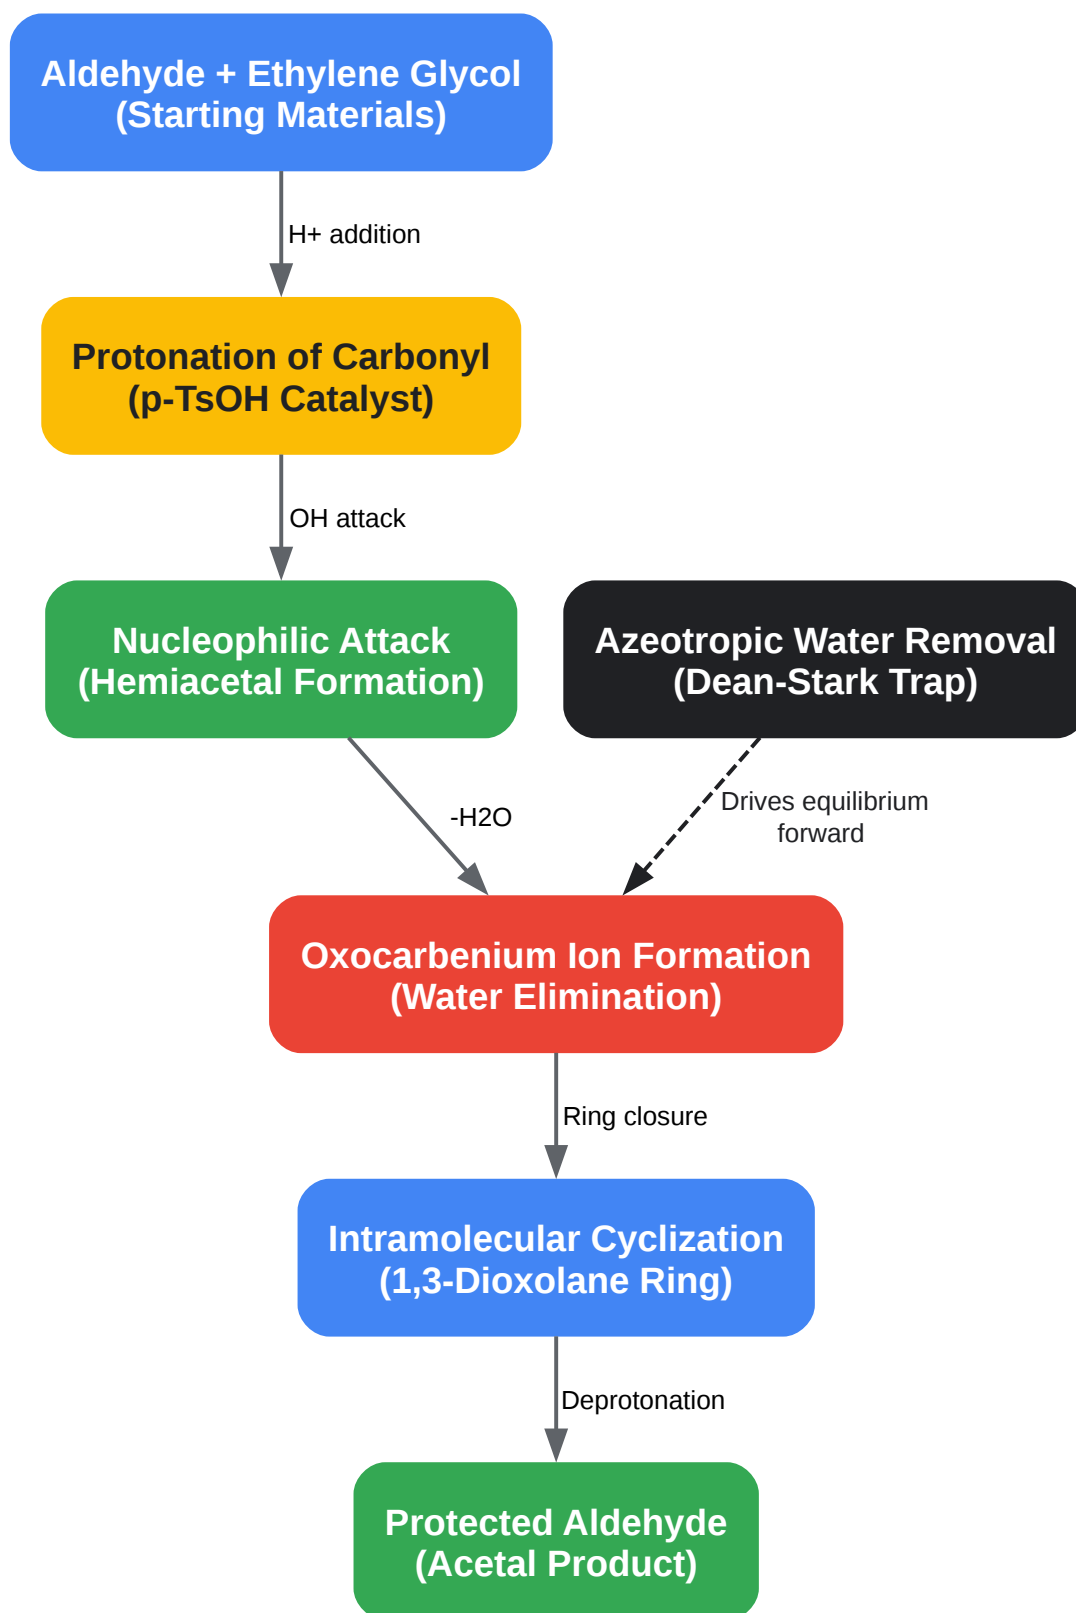 Aldehyde + Ethylene Glycol
(Starting Materials)
H+ addition
Protonation of Carbonyl
(p-TsOH Catalyst)
OH attack
Nucleophilic Attack
(Hemiacetal Formation)
Azeotropic Water Removal
(Dean-Stark Trap)
-H2O
Drives equilibrium
forward
Oxocarbenium Ion Formation
(Water Elimination)
Ring closure
Intramolecular Cyclization
(1,3-Dioxolane Ring)
Deprotonation
Protected Aldehyde
(Acetal Product)